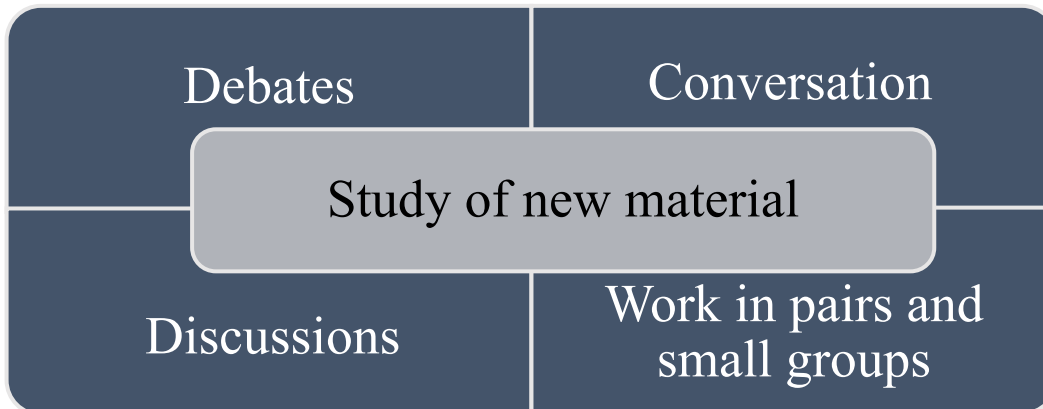 Debates
Conversation
Study of new material
Discussions
Work in pairs and
small groups